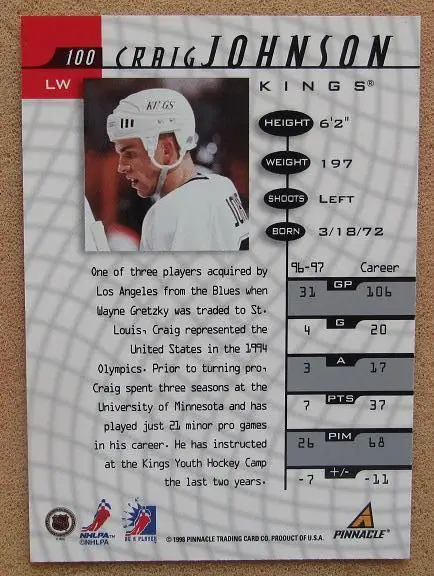 100 CRAIG JOHNSON
LW
KINGS®
KINGS
HEIGHT 6'2"
WEIGHT 197
SHOOTS LEFT
BORN 3/18/72
One of three players acquired by
Los Angeles from the Blues when
Wayne Gretzky was traded to St.
Louis, Craig represented the
United States in the 1994
Olympics. Prior to turning pro,
Craig spent three seasons at the
University of Minnesota and has
played just 21 minor pro games
in his career. He has instructed
at the Kings Youth Hockey Camp
the last two years.
96-97 Career
31 GP 106
4 G 20
3 A 17
7 PTS 37
26 PIM 68
-7 +/- -11
NHLPA™
©NHLPA
BE A PLAYER
© 1998 PINNACLE TRADING CARD CO. PRODUCT OF U.S.A.
PINNACLE®